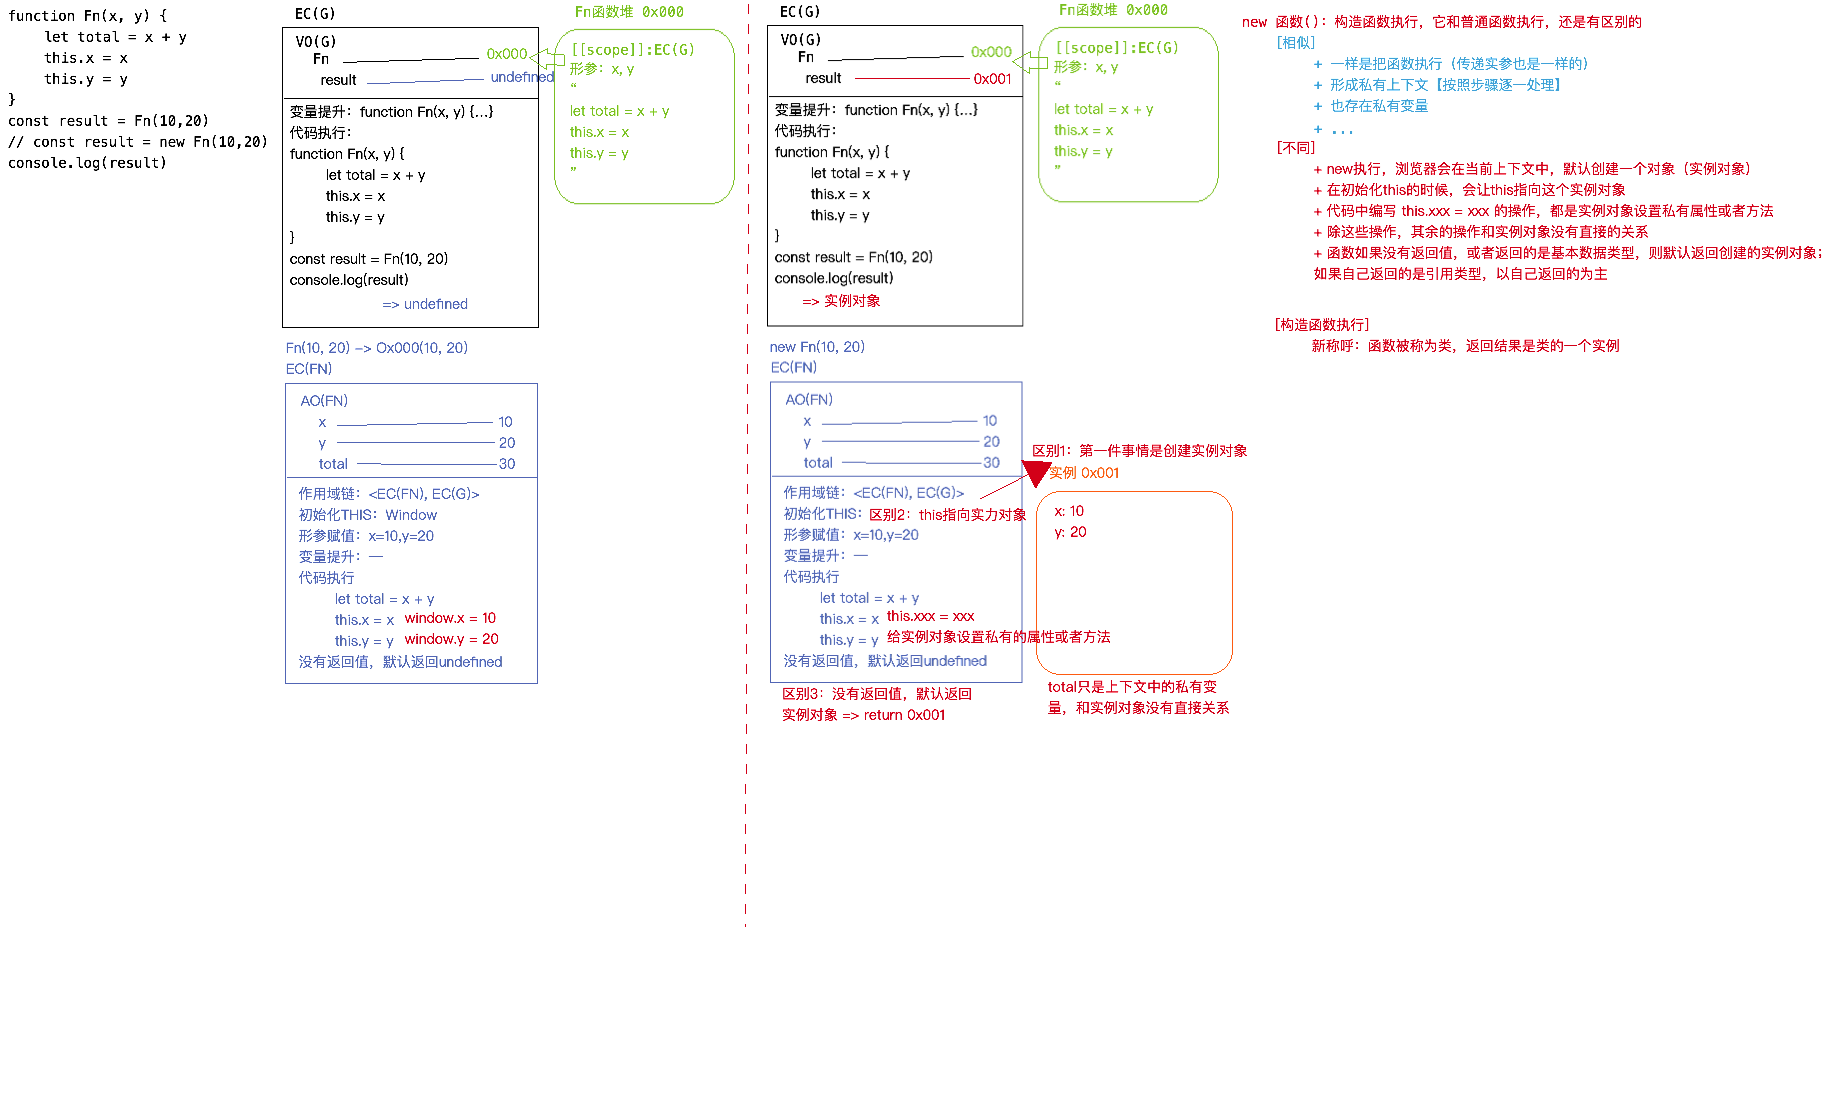 function Fn(x, y) {
let total = x + y
this.x = x
this.y = y
}
const result = Fn(10,20)
// const result = new Fn(10,20)
console.log(result)
EC(G)
VO(G)
Fn
0x000
result
undefined
变量提升：function Fn(x, y) {...}
代码执行：
function Fn(x, y) {
let total = x + y
this.x = x
this.y = y
}
const result = Fn(10, 20)
console.log(result)
=> undefined
Fn函数堆 0x000
[[scope]]:EC(G)
形参：x, y
“
let total = x + y
this.x = x
this.y = y
”
Fn(10, 20) –> Ox000(10, 20)
EC(FN)
AO(FN)
x 10
y 20
total 30
作用域链：<EC(FN), EC(G)>
初始化THIS：Window
形参赋值：x=10,y=20
变量提升：—
代码执行
let total = x + y
this.x = x window.x = 10
this.y = y window.y = 20
没有返回值，默认返回undefined
EC(G)
VO(G)
Fn
0x000
result
0x001
变量提升：function Fn(x, y) {...}
代码执行：
function Fn(x, y) {
let total = x + y
this.x = x
this.y = y
}
const result = Fn(10, 20)
console.log(result)
=> 实例对象
Fn函数堆 0x000
[[scope]]:EC(G)
形参：x, y
“
let total = x + y
this.x = x
this.y = y
”
new Fn(10, 20)
EC(FN)
AO(FN)
x 10
y 20
total 30
作用域链：<EC(FN), EC(G)>
初始化THIS：区别2：this指向实力对象
形参赋值：x=10,y=20
变量提升：—
代码执行
let total = x + y
this.x = x this.xxx = xxx
this.y = y 给实例对象设置私有的属性或者方法
没有返回值，默认返回undefined
区别3：没有返回值，默认返回
实例对象 => return 0x001
区别1：第一件事情是创建实例对象
实例 0x001
x: 10
y: 20
total只是上下文中的私有变
量，和实例对象没有直接关系
new 函数()：构造函数执行，它和普通函数执行，还是有区别的
[相似]
+ 一样是把函数执行（传递实参也是一样的）
+ 形成私有上下文【按照步骤逐一处理】
+ 也存在私有变量
+ ...
[不同]
+ new执行，浏览器会在当前上下文中，默认创建一个对象（实例对象）
+ 在初始化this的时候，会让this指向这个实例对象
+ 代码中编写 this.xxx = xxx 的操作，都是实例对象设置私有属性或者方法
+ 除这些操作，其余的操作和实例对象没有直接的关系
+ 函数如果没有返回值，或者返回的是基本数据类型，则默认返回创建的实例对象；
如果自己返回的是引用类型，以自己返回的为主
[构造函数执行]
新称呼：函数被称为类，返回结果是类的一个实例